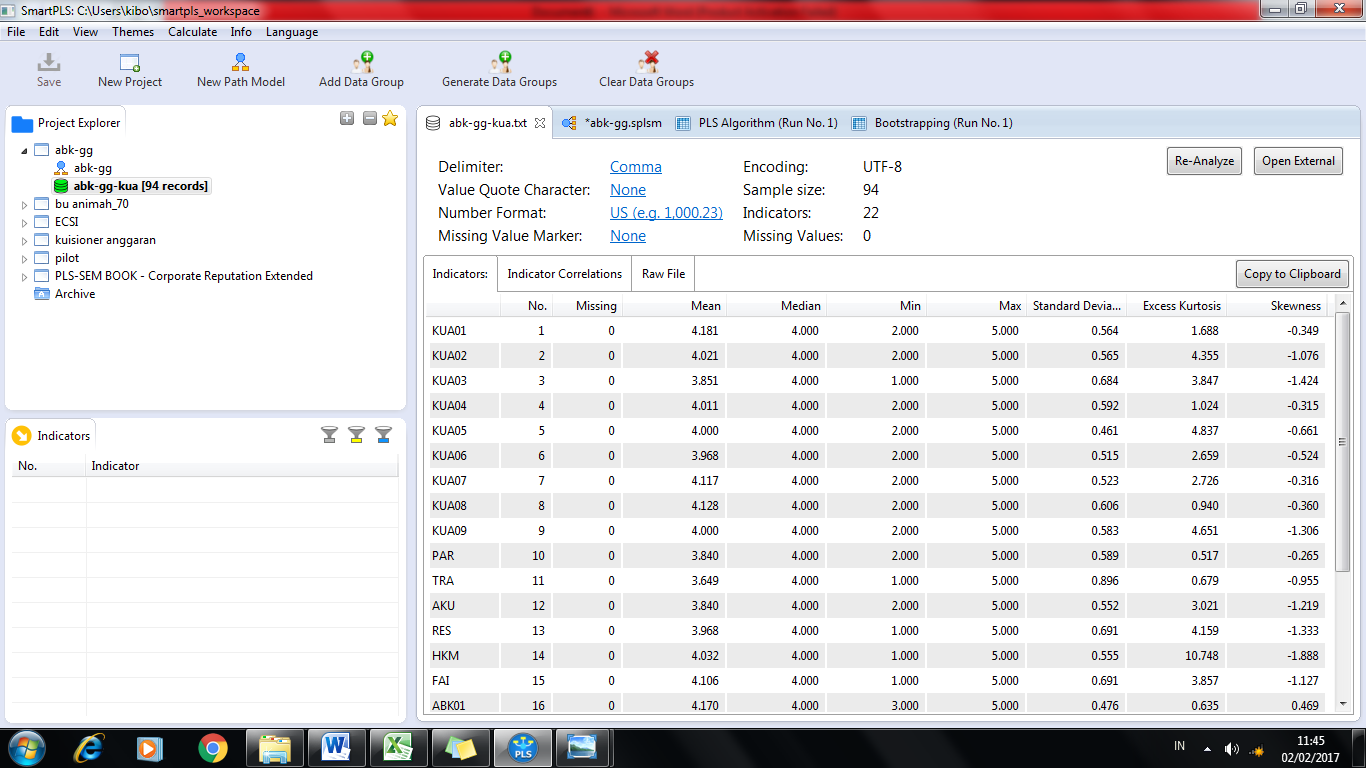 SmartPLS: C:\Users\kibo\smartpls_workspace
File Edit View Themes Calculate Info Language
Save New Project New Path Model Add Data Group Generate Data Groups Clear Data Groups
Project Explorer
abk-gg
abk-gg
abk-gg-kua [94 records]
bu animah_70
ECSI
kuisioner anggaran
pilot
PLS-SEM BOOK - Corporate Reputation Extended
Archive
Indicators
No. Indicator
abk-gg-kua.txt *abk-gg.splsm PLS Algorithm (Run No. 1) Bootstrapping (Run No. 1)
Delimiter: Comma Encoding: UTF-8 Re-Analyze Open External
Value Quote Character: None Sample size: 94
Number Format: US (e.g. 1,000.23) Indicators: 22
Missing Value Marker: None Missing Values: 0
Indicators: Indicator Correlations Raw File Copy to Clipboard
No. Missing Mean Median Min Max Standard Devia... Excess Kurtosis Skewness
KUA01 1 0 4.181 4.000 2.000 5.000 0.564 1.688 -0.349
KUA02 2 0 4.021 4.000 2.000 5.000 0.565 4.355 -1.076
KUA03 3 0 3.851 4.000 1.000 5.000 0.684 3.847 -1.424
KUA04 4 0 4.011 4.000 2.000 5.000 0.592 1.024 -0.315
KUA05 5 0 4.000 4.000 2.000 5.000 0.461 4.837 -0.661
KUA06 6 0 3.968 4.000 2.000 5.000 0.515 2.659 -0.524
KUA07 7 0 4.117 4.000 2.000 5.000 0.523 2.726 -0.316
KUA08 8 0 4.128 4.000 2.000 5.000 0.606 0.940 -0.360
KUA09 9 0 4.000 4.000 2.000 5.000 0.583 4.651 -1.306
PAR 10 0 3.840 4.000 2.000 5.000 0.589 0.517 -0.265
TRA 11 0 3.649 4.000 1.000 5.000 0.896 0.679 -0.955
AKU 12 0 3.840 4.000 2.000 5.000 0.552 3.021 -1.219
RES 13 0 3.968 4.000 1.000 5.000 0.691 4.159 -1.333
HKM 14 0 4.032 4.000 1.000 5.000 0.555 10.748 -1.888
FAI 15 0 4.106 4.000 1.000 5.000 0.691 3.857 -1.127
ABK01 16 0 4.170 4.000 3.000 5.000 0.476 0.635 0.469
PLS
IN 11:45
02/02/2017